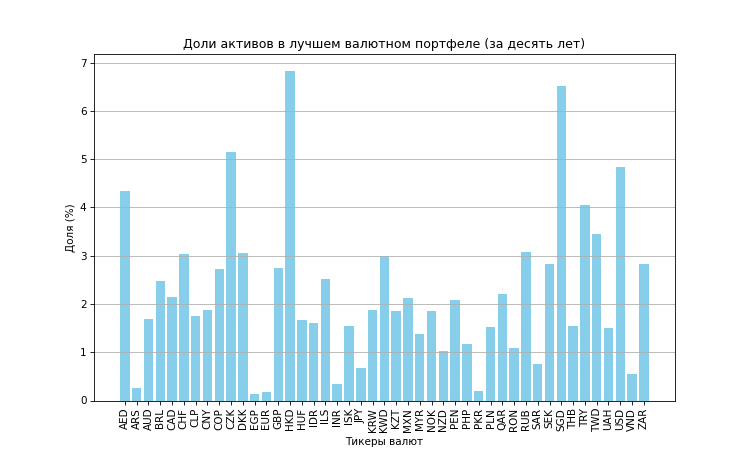 Доли активов в лучшем валютном портфеле (за десять лет)
Доля (%)
7
6
5
4
3
2
1
0
AED ARS AUD BRL CAD CHF CLP CNY COP CZK DKK EGP EUR GBP HKD HUF IDR ILS INR ISK JPY KRW KWD KZT MXN MYR NOK NZD PEN PHP PKR PLN QAR RON RUB SAR SEK SGD THB TRY TWD UAH USD VND ZAR
Тикеры валют